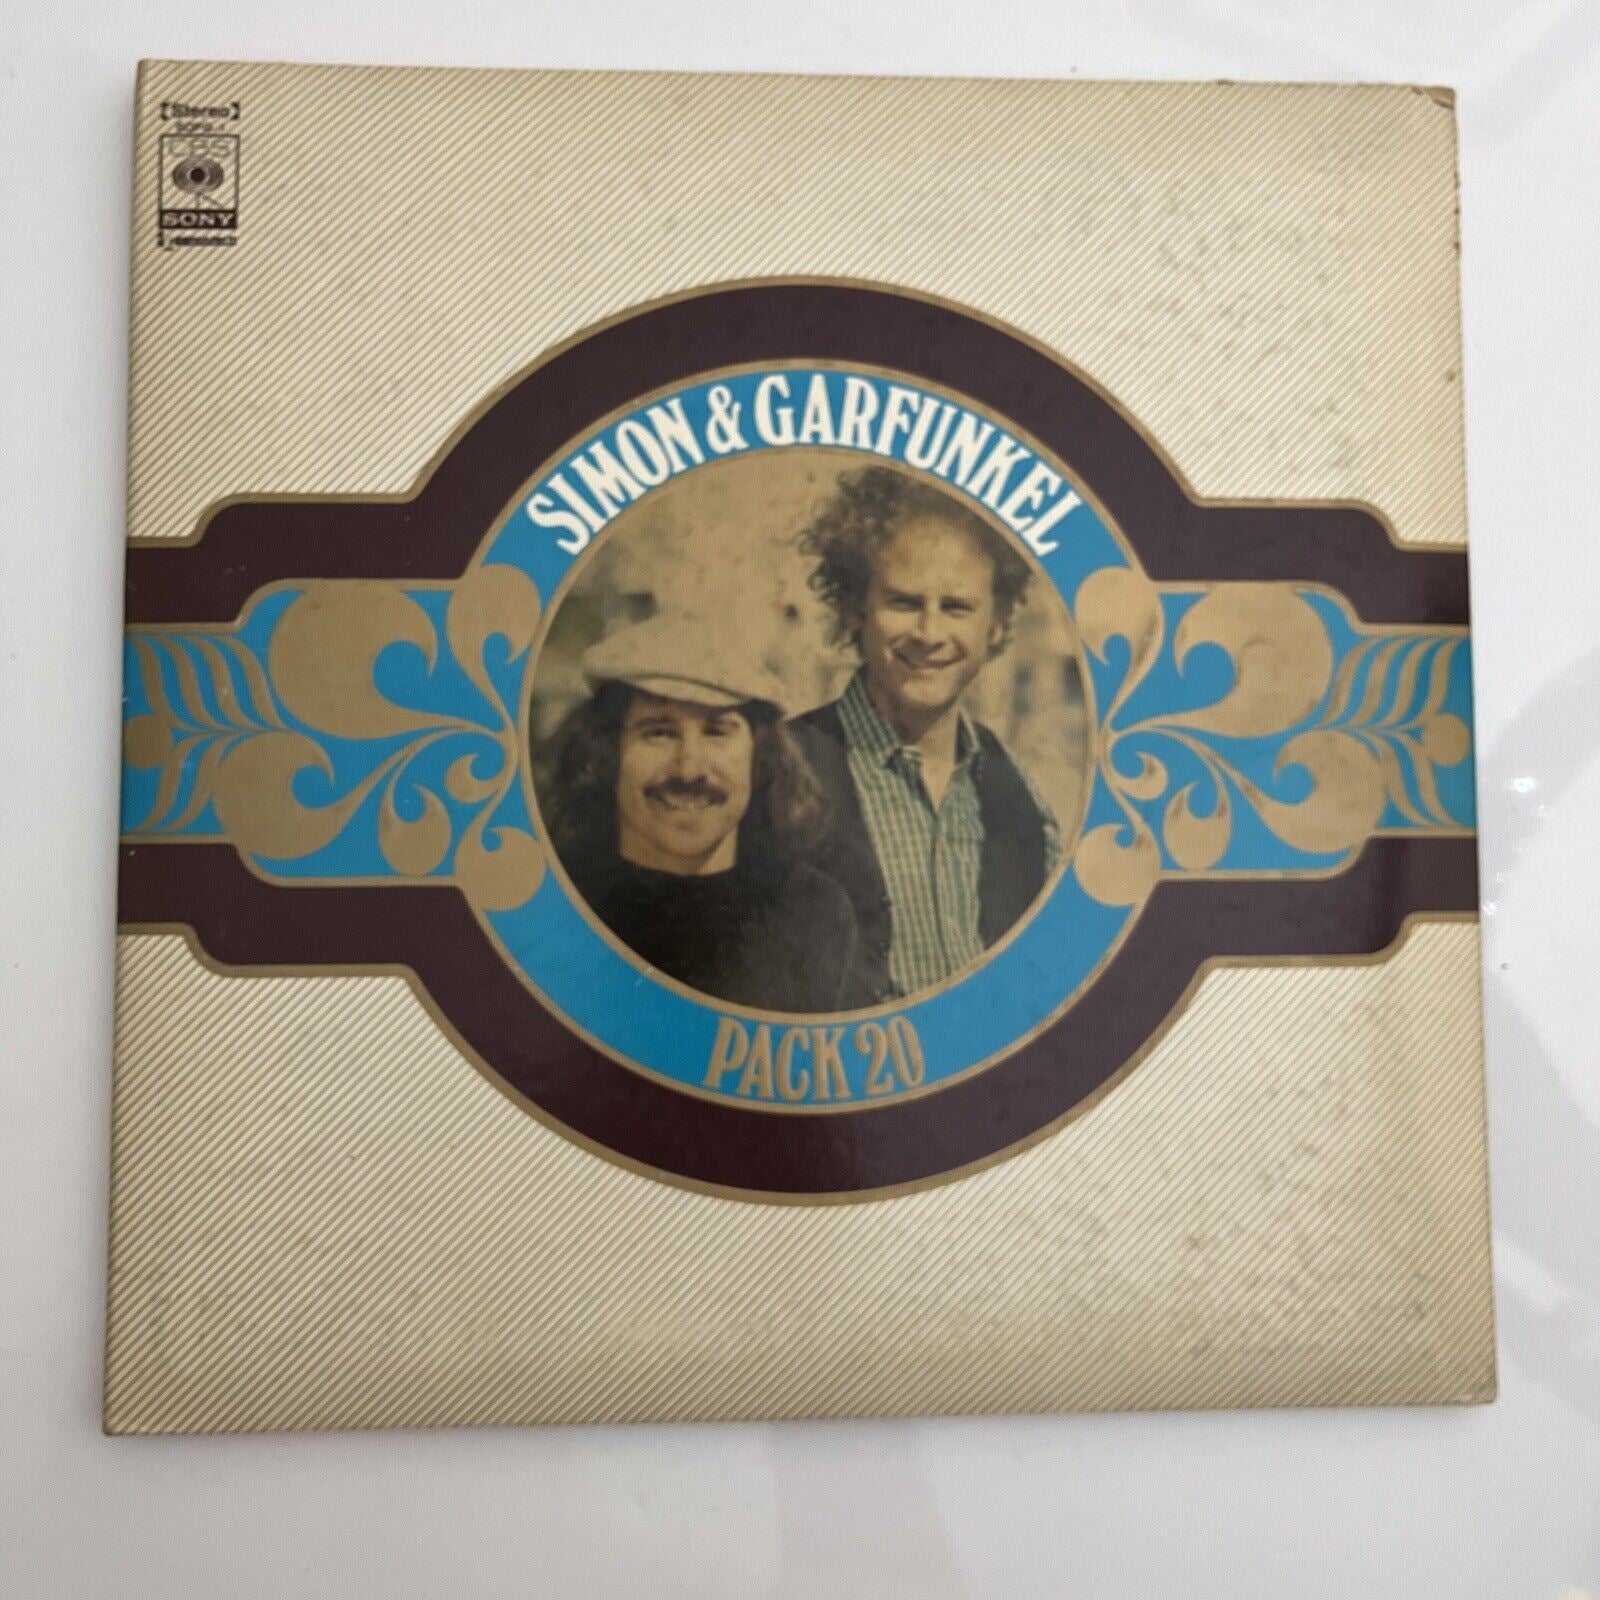 [Stereo]
CBS
SONY
SIMON & GARFUNKEL
PACK 20